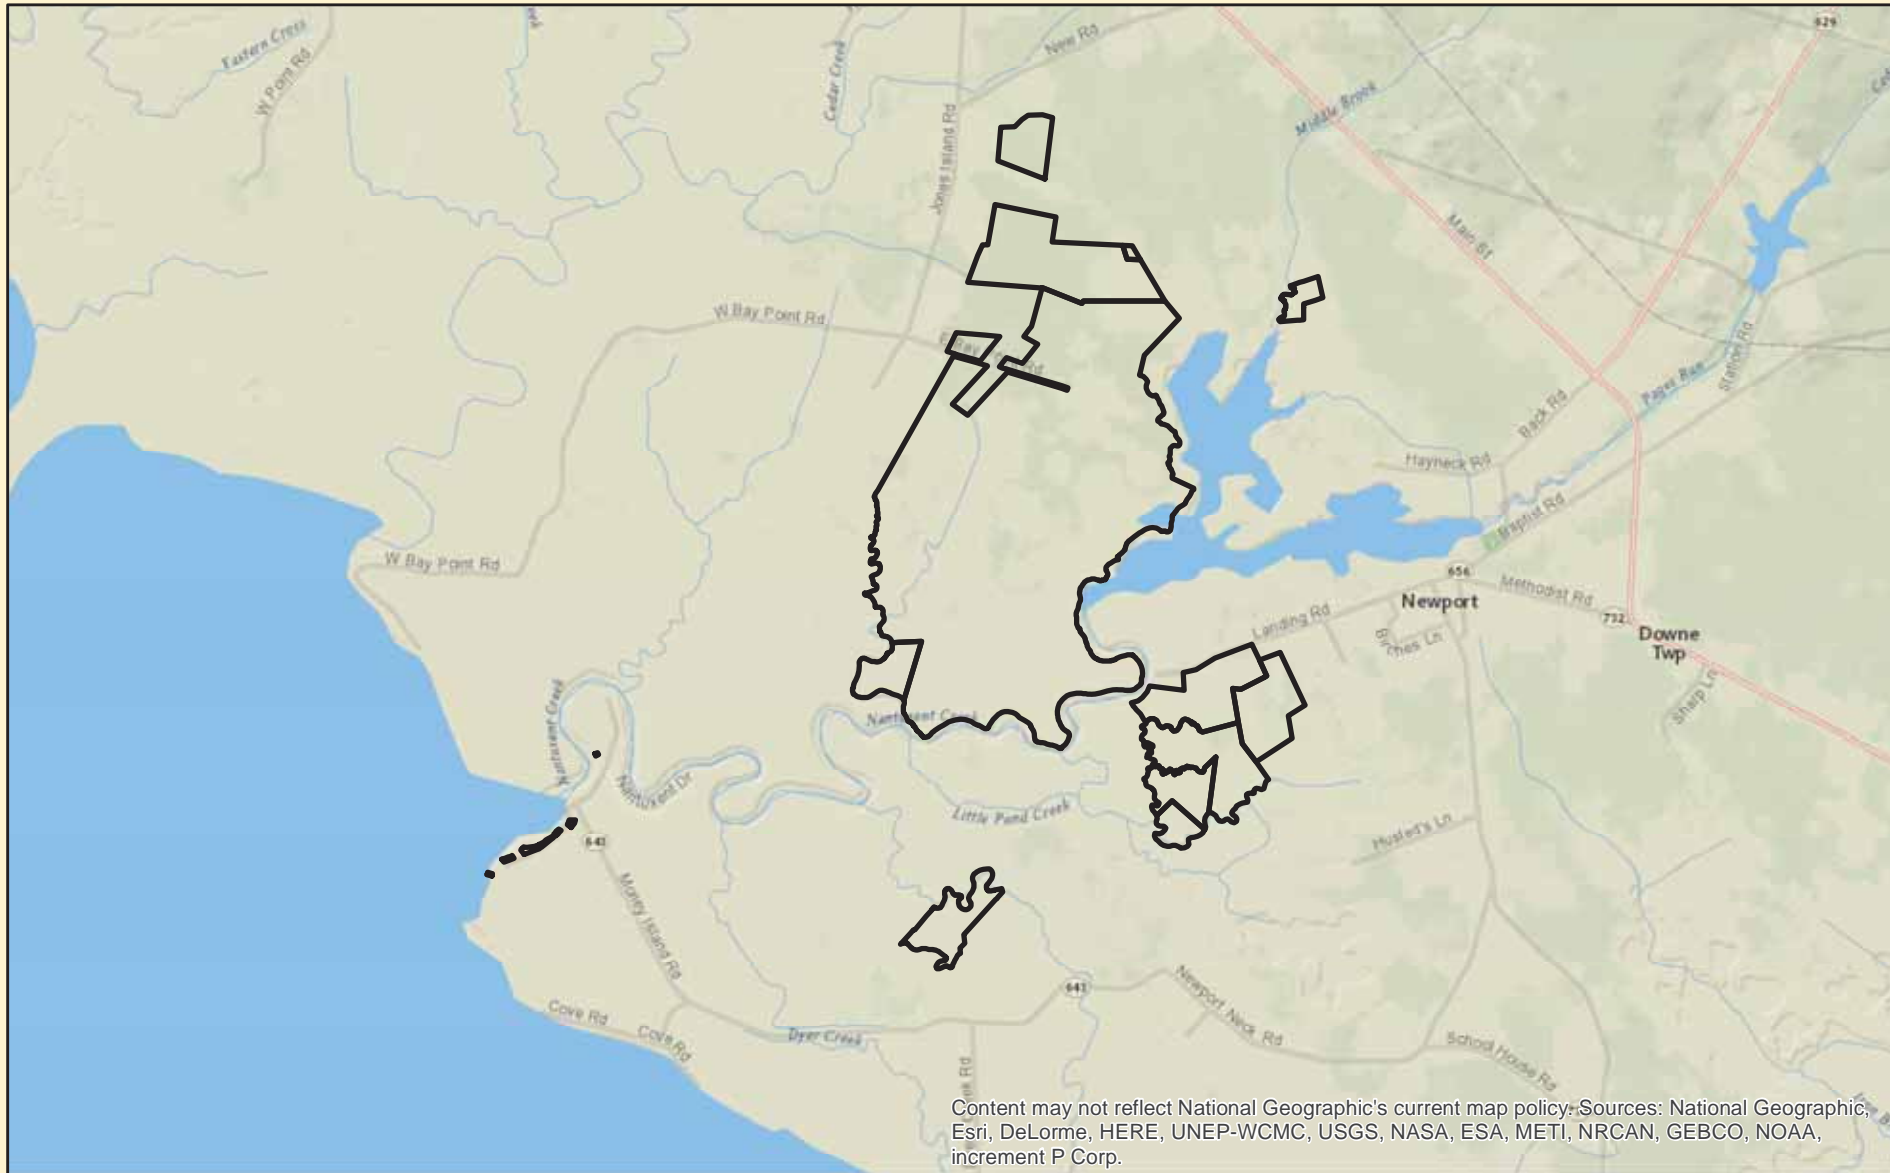 Eastern Cross
W Point Rd
Cedar Creek
New Rd
629
Middle Brook
Jones Island Rd
Main St
W Bay Point Rd
Station Rd
Pages Run
Back Rd
Hayneck Rd
Baptist Rd
W Bay Point Rd
656
Methodist Rd
Newport
Landing Rd
732
Downe
Twp
Birches Ln
Sharp Ln
Nantuxent Creek
Nantuxent Creek
Nantuxent Dr
Little Pond Creek
Husted's Ln
643
Money Island Rd
Newport Neck Rd
641
Cove Rd
Cove Rd
Dyer Creek
School House Rd
Rd
Content may not reflect National Geographic's current map policy. Sources: National Geographic,
Esri, DeLorme, HERE, UNEP-WCMC, USGS, NASA, ESA, METI, NRCAN, GEBCO, NOAA,
increment P Corp.